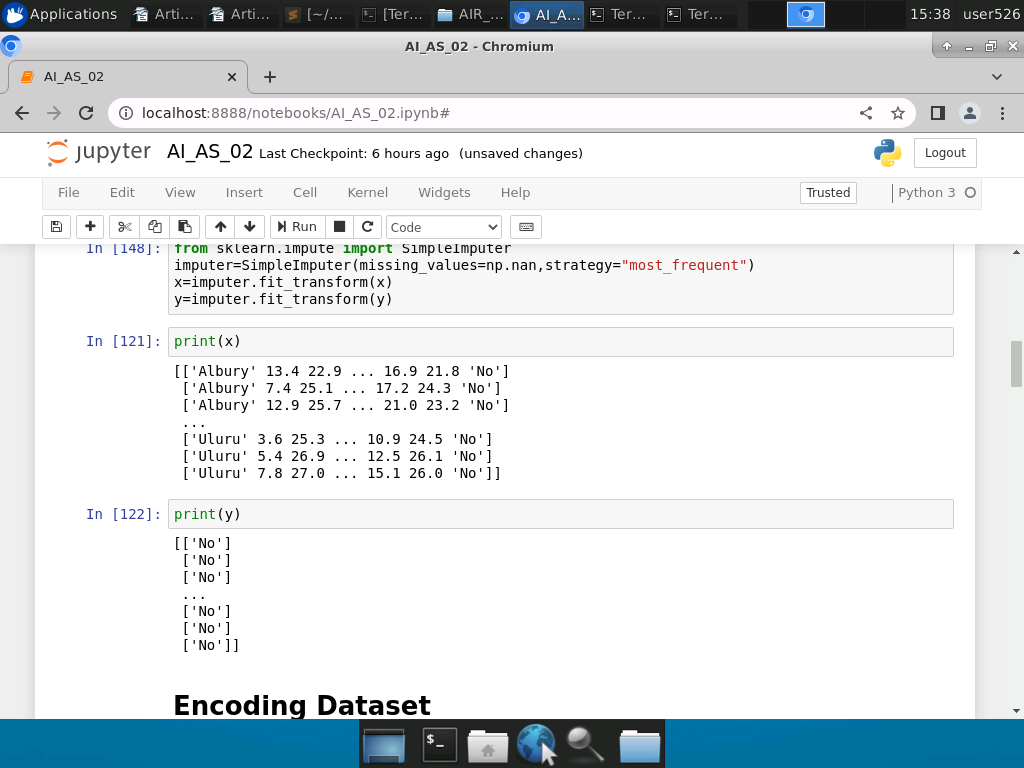 Applications Arti... Arti... [~/... [Ter... AIR_... AI_A... Ter... Ter... 15:38 user526
AI_AS_02 - Chromium
AI_AS_02
localhost:8888/notebooks/AI_AS_02.ipynb#
jupyter AI_AS_02 Last Checkpoint: 6 hours ago (unsaved changes) Logout
File Edit View Insert Cell Kernel Widgets Help Trusted Python 3
Run Code
In [148]: from sklearn.impute import SimpleImputer
imputer=SimpleImputer(missing_values=np.nan,strategy="most_frequent")
x=imputer.fit_transform(x)
y=imputer.fit_transform(y)
In [121]: print(x)
[['Albury' 13.4 22.9 ... 16.9 21.8 'No']
['Albury' 7.4 25.1 ... 17.2 24.3 'No']
['Albury' 12.9 25.7 ... 21.0 23.2 'No']
...
['Uluru' 3.6 25.3 ... 10.9 24.5 'No']
['Uluru' 5.4 26.9 ... 12.5 26.1 'No']
['Uluru' 7.8 27.0 ... 15.1 26.0 'No']]
In [122]: print(y)
[['No']
['No']
['No']
...
['No']
['No']
['No']]
Encoding Dataset